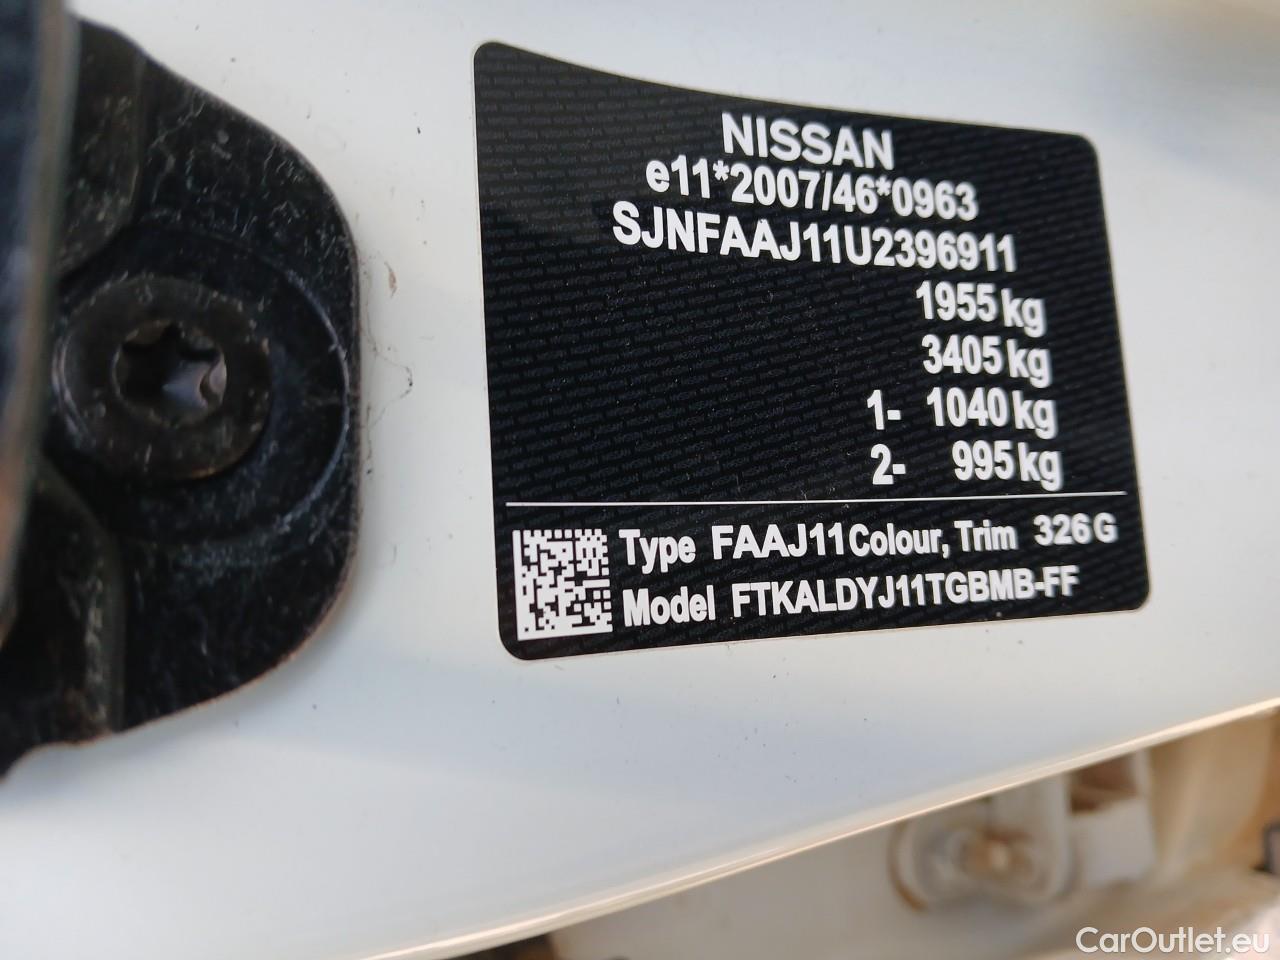 NISSAN
e11*2007/46*0963
SJNFAAJ11U2396911
1955 kg
3405 kg
1- 1040 kg
2- 995 kg
Type FAAJ11 Colour, Trim 326 G
Model FTKALDYJ11TGBMB-FF
CarOutlet.eu